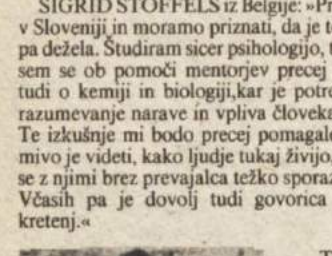 SIGRID STOFFELS iz Belgije: »Pr
v Sloveniji in moramo priznati, da je t
pa dežela. Študiram sicer psihologijo, t
sem se ob pomoči mentorjev precej
tudi o kemiji in biologiji,kar je potre
razumevanje narave in vpliva človeka
Te izkušnje mi bodo precej pomagale
mivo je videti, kako ljudje tukaj živijo
se z njimi brez prevajalca težko sporaz
Včasih pa je dovolj tudi govorica
kretenj.«